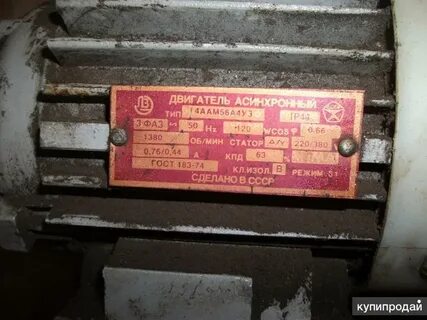 ДВИГАТЕЛЬ АСИНХРОННЫЙ
ТИП 4ААМ56А4У3 IP44
3 ФАЗ 50 Hz 120 W COS φ 0,66
1380 ОБ/МИН СТАТОР Δ/Y 220/380
0,76/0,44 А КПД 63 %
ГОСТ 183-74 КЛ.ИЗОЛ. B РЕЖИМ S1
СДЕЛАНО В СССР
купипродай